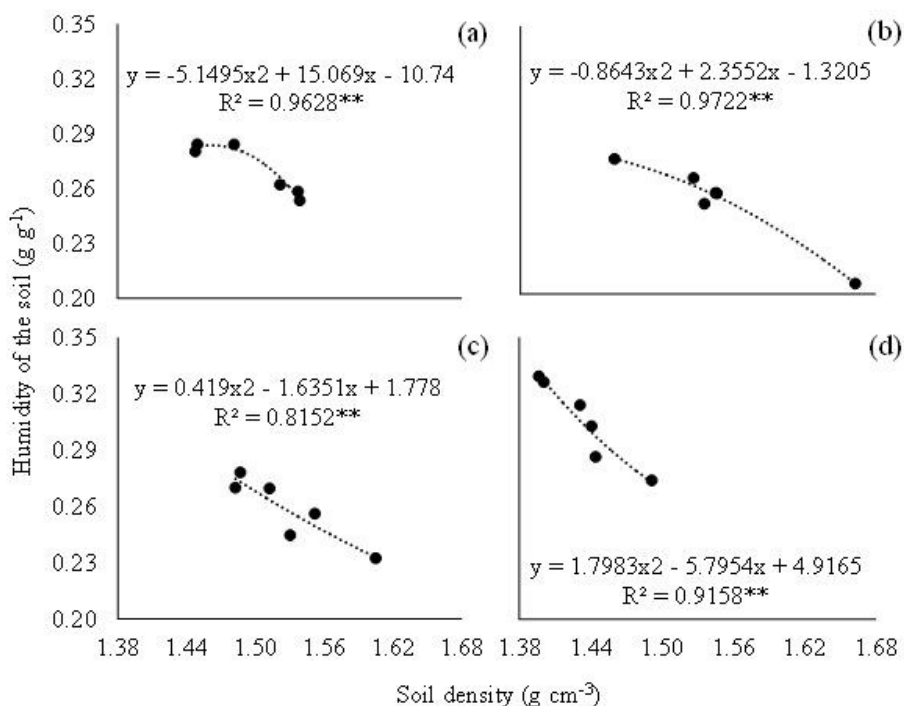 Humidity of the soil (g g⁻¹)
0.35
0.32
0.29
0.26
0.23
0.20
(a)
y = -5.1495x2 + 15.069x - 10.74
R² = 0.9628**
(b)
y = -0.8643x2 + 2.3552x - 1.3205
R² = 0.9722**
0.35
0.32
0.29
0.26
0.23
0.20
(c)
y = 0.419x2 - 1.6351x + 1.778
R² = 0.8152**
(d)
y = 1.7983x2 - 5.7954x + 4.9165
R² = 0.9158**
1.38 1.44 1.50 1.56 1.62 1.68
1.38 1.44 1.50 1.56 1.62 1.68
Soil density (g cm⁻³)